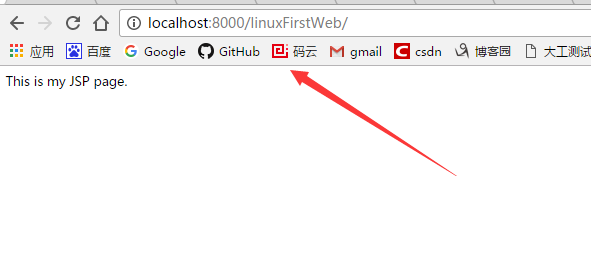 localhost:8000/linuxFirstWeb/
应用 百度 Google GitHub 码云 gmail csdn 博客园 大工测试
This is my JSP page.